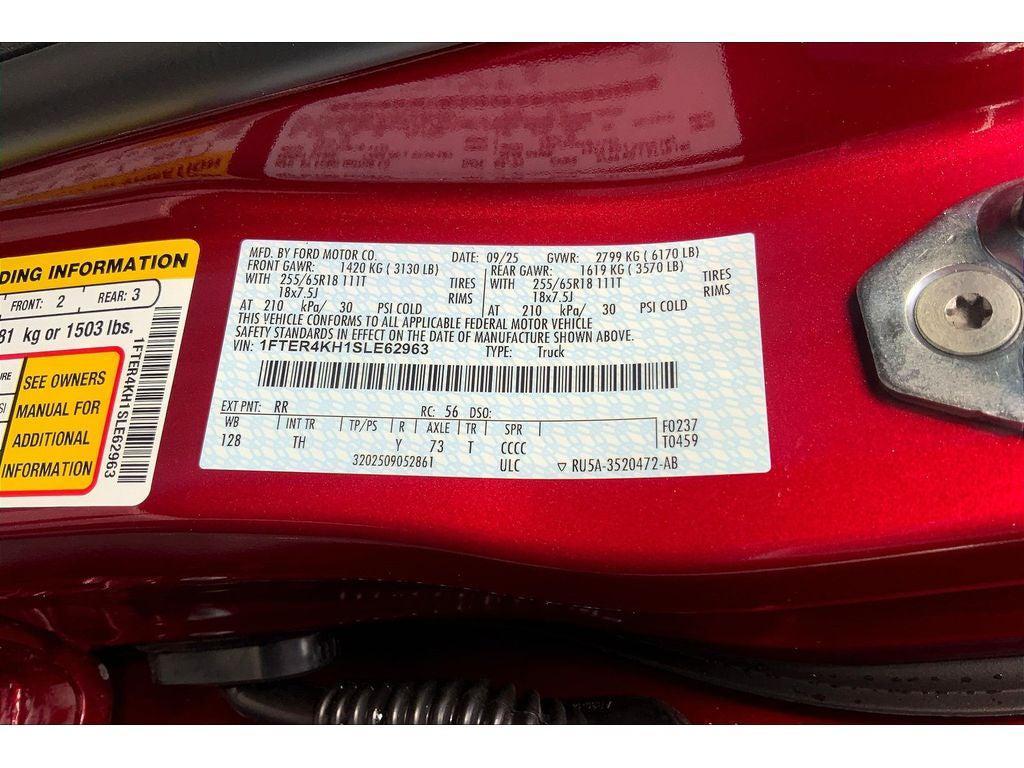 DING INFORMATION
FRONT: 2 REAR: 3
81 kg or 1503 lbs.
SEE OWNERS
MANUAL FOR
ADDITIONAL
INFORMATION
1FTER4KH1SLE62963
MFD. BY FORD MOTOR CO. DATE: 09/25 GVWR: 2799 KG ( 6170 LB)
FRONT GAWR: 1420 KG ( 3130 LB) REAR GAWR: 1619 KG ( 3570 LB)
WITH 255/65R18 111T TIRES WITH 255/65R18 111T TIRES
18x7.5J RIMS 18x7.5J RIMS
AT 210 kPa/ 30 PSI COLD AT 210 kPa/ 30 PSI COLD
THIS VEHICLE CONFORMS TO ALL APPLICABLE FEDERAL MOTOR VEHICLE
SAFETY STANDARDS IN EFFECT ON THE DATE OF MANUFACTURE SHOWN ABOVE.
VIN: 1FTER4KH1SLE62963 TYPE: Truck
EXT PNT: RR RC: 56 DSO:
WB INT TR TP/PS R AXLE TR SPR F0237
128 TH Y 73 T CCCC T0459
3202509052861 ULC ▽ RU5A-3520472-AB